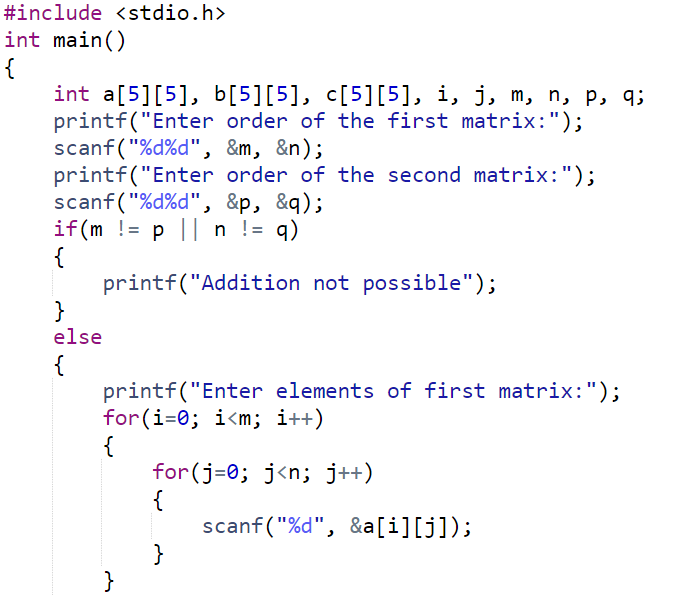 #include <stdio.h>
int main()
{
    int a[5][5], b[5][5], c[5][5], i, j, m, n, p, q;
    printf("Enter order of the first matrix:");
    scanf("%d%d", &m, &n);
    printf("Enter order of the second matrix:");
    scanf("%d%d", &p, &q);
    if(m != p || n != q)
    {
        printf("Addition not possible");
    }
    else
    {
        printf("Enter elements of first matrix:");
        for(i=0; i<m; i++)
        {
            for(j=0; j<n; j++)
            {
                scanf("%d", &a[i][j]);
            }
        }